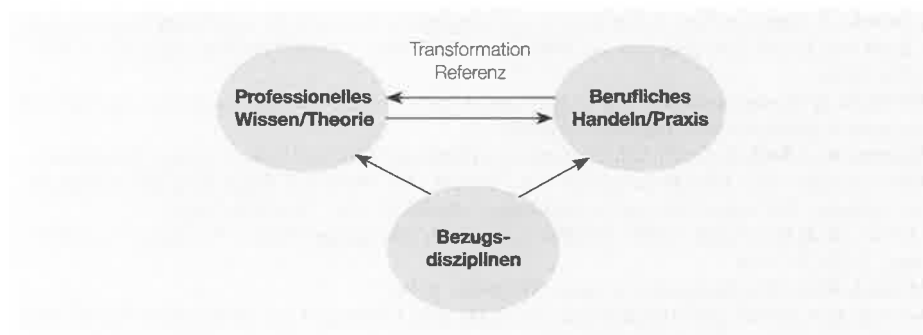 Transformation
Referenz
Professionelles
Wissen/Theorie
Berufliches
Handeln/Praxis
Bezugs-
disziplinen